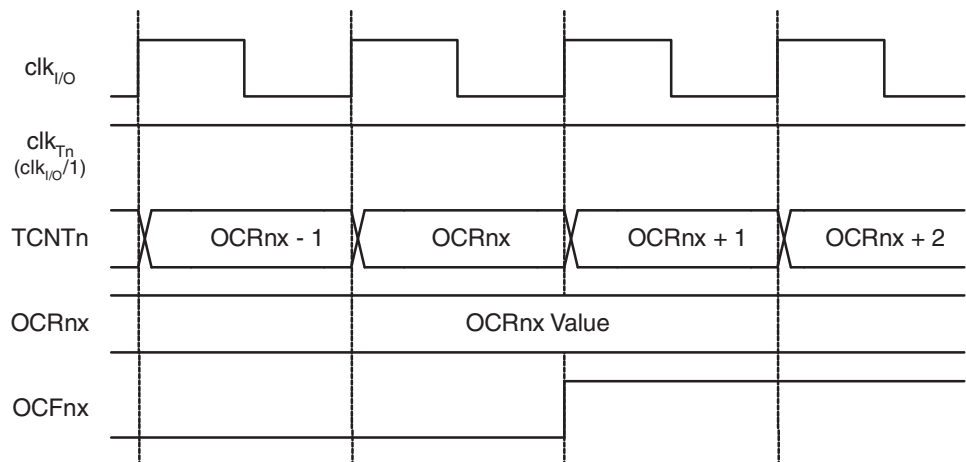 clkI/O
clkTn
(clkI/O/1)
TCNTn
OCRnx - 1
OCRnx
OCRnx + 1
OCRnx + 2
OCRnx
OCRnx Value
OCFnx